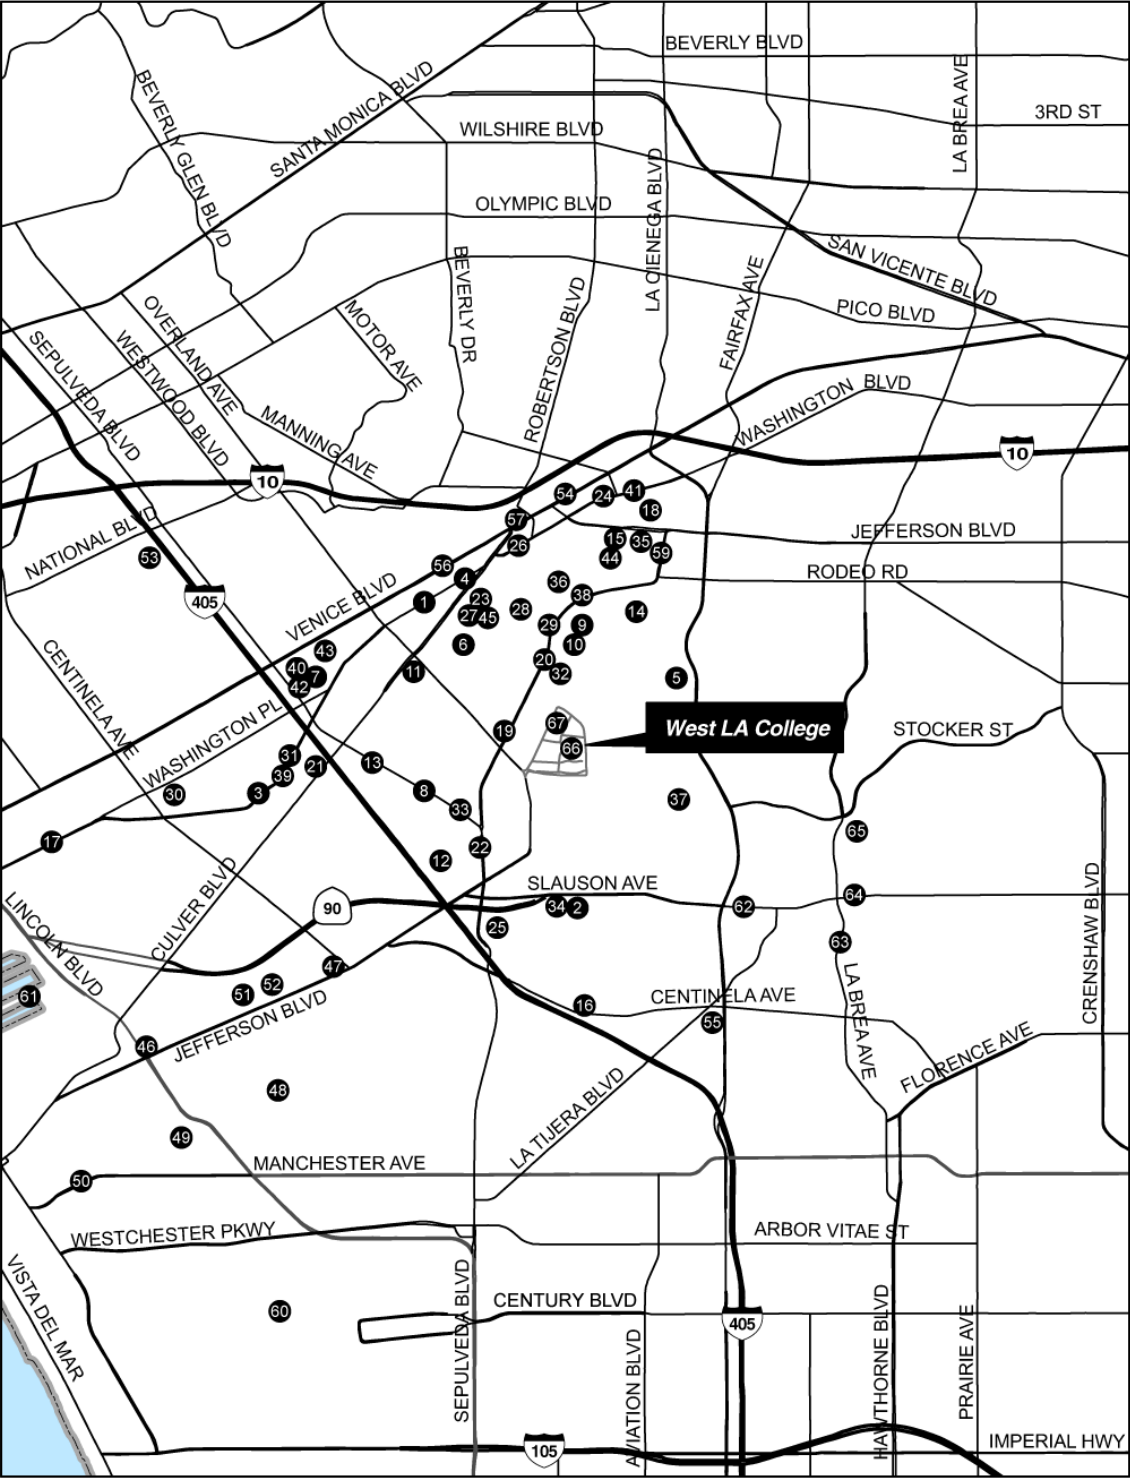 BEVERLY BLVD
BEVERLY GLEN BLVD
SANTA MONICA BLVD
LA BREA AVE
3RD ST
WILSHIRE BLVD
LA CIENEGA BLVD
OLYMPIC BLVD
SAN VICENTE BLVD
BEVERLY DR
ROBERTSON BLVD
FAIRFAX AVE
PICO BLVD
OVERLAND AVE
MOTOR AVE
SEPULVEDA BLVD
WESTWOOD BLVD
MANNING AVE
WASHINGTON BLVD
10
10
54
24
41
18
57
NATIONAL BLVD
JEFFERSON BLVD
53
26
15
35
44
59
56
4
RODEO RD
36
405
VENICE BLVD
1
23
38
27
45
28
14
29
9
CENTINELA AVE
43
6
10
40
7
42
11
20
32
5
WASHINGTON PL
67
West LA College
19
66
STOCKER ST
31
39
21
13
30
3
8
37
33
65
17
22
12
CULVER BLVD
SLAUSON AVE
CRENSHAW BLVD
90
34
2
62
64
LINCOLN BLVD
25
63
47
61
51
52
LA BREA AVE
JEFFERSON BLVD
16
CENTINELA AVE
55
46
FLORENCE AVE
48
LA TIJERA BLVD
49
MANCHESTER AVE
50
WESTCHESTER PKWY
ARBOR VITAE ST
VISTA DEL MAR
60
SEPULVEDA BLVD
CENTURY BLVD
405
AVIATION BLVD
HAWTHORNE BLVD
PRAIRIE AVE
105
IMPERIAL HWY